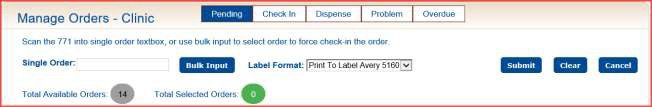 Manage Orders - Clinic
Pending Check In Dispense Problem Overdue
Scan the 771 into single order textbox, or use bulk input to select order to force check-in the order.
Single Order: Bulk Input Label Format: Print To Label Avery 5160 Submit Clear Cancel
Total Available Orders: 14 Total Selected Orders: 0